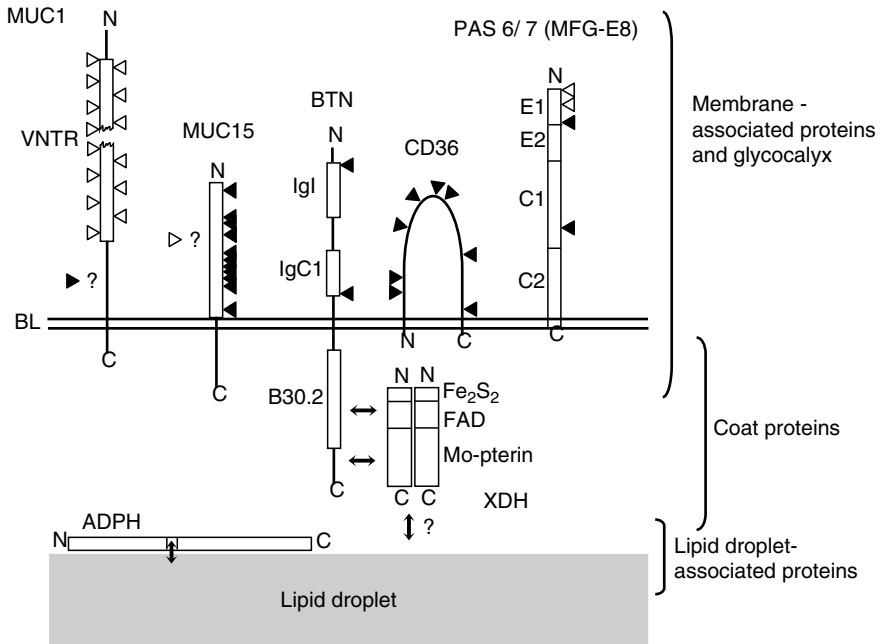 MUC1
N
PAS 6/ 7 (MFG-E8)
VNTR
?
C
MUC15
N
?
C
BTN
N
IgI
IgC1
B30.2
C
CD36
N
C
N
E1
E2
C1
C2
C
BL
N N
Fe2S2
FAD
Mo-pterin
C C
XDH
?
ADPH
N
C
Lipid droplet
Membrane -
associated proteins
and glycocalyx
Coat proteins
Lipid droplet-
associated proteins